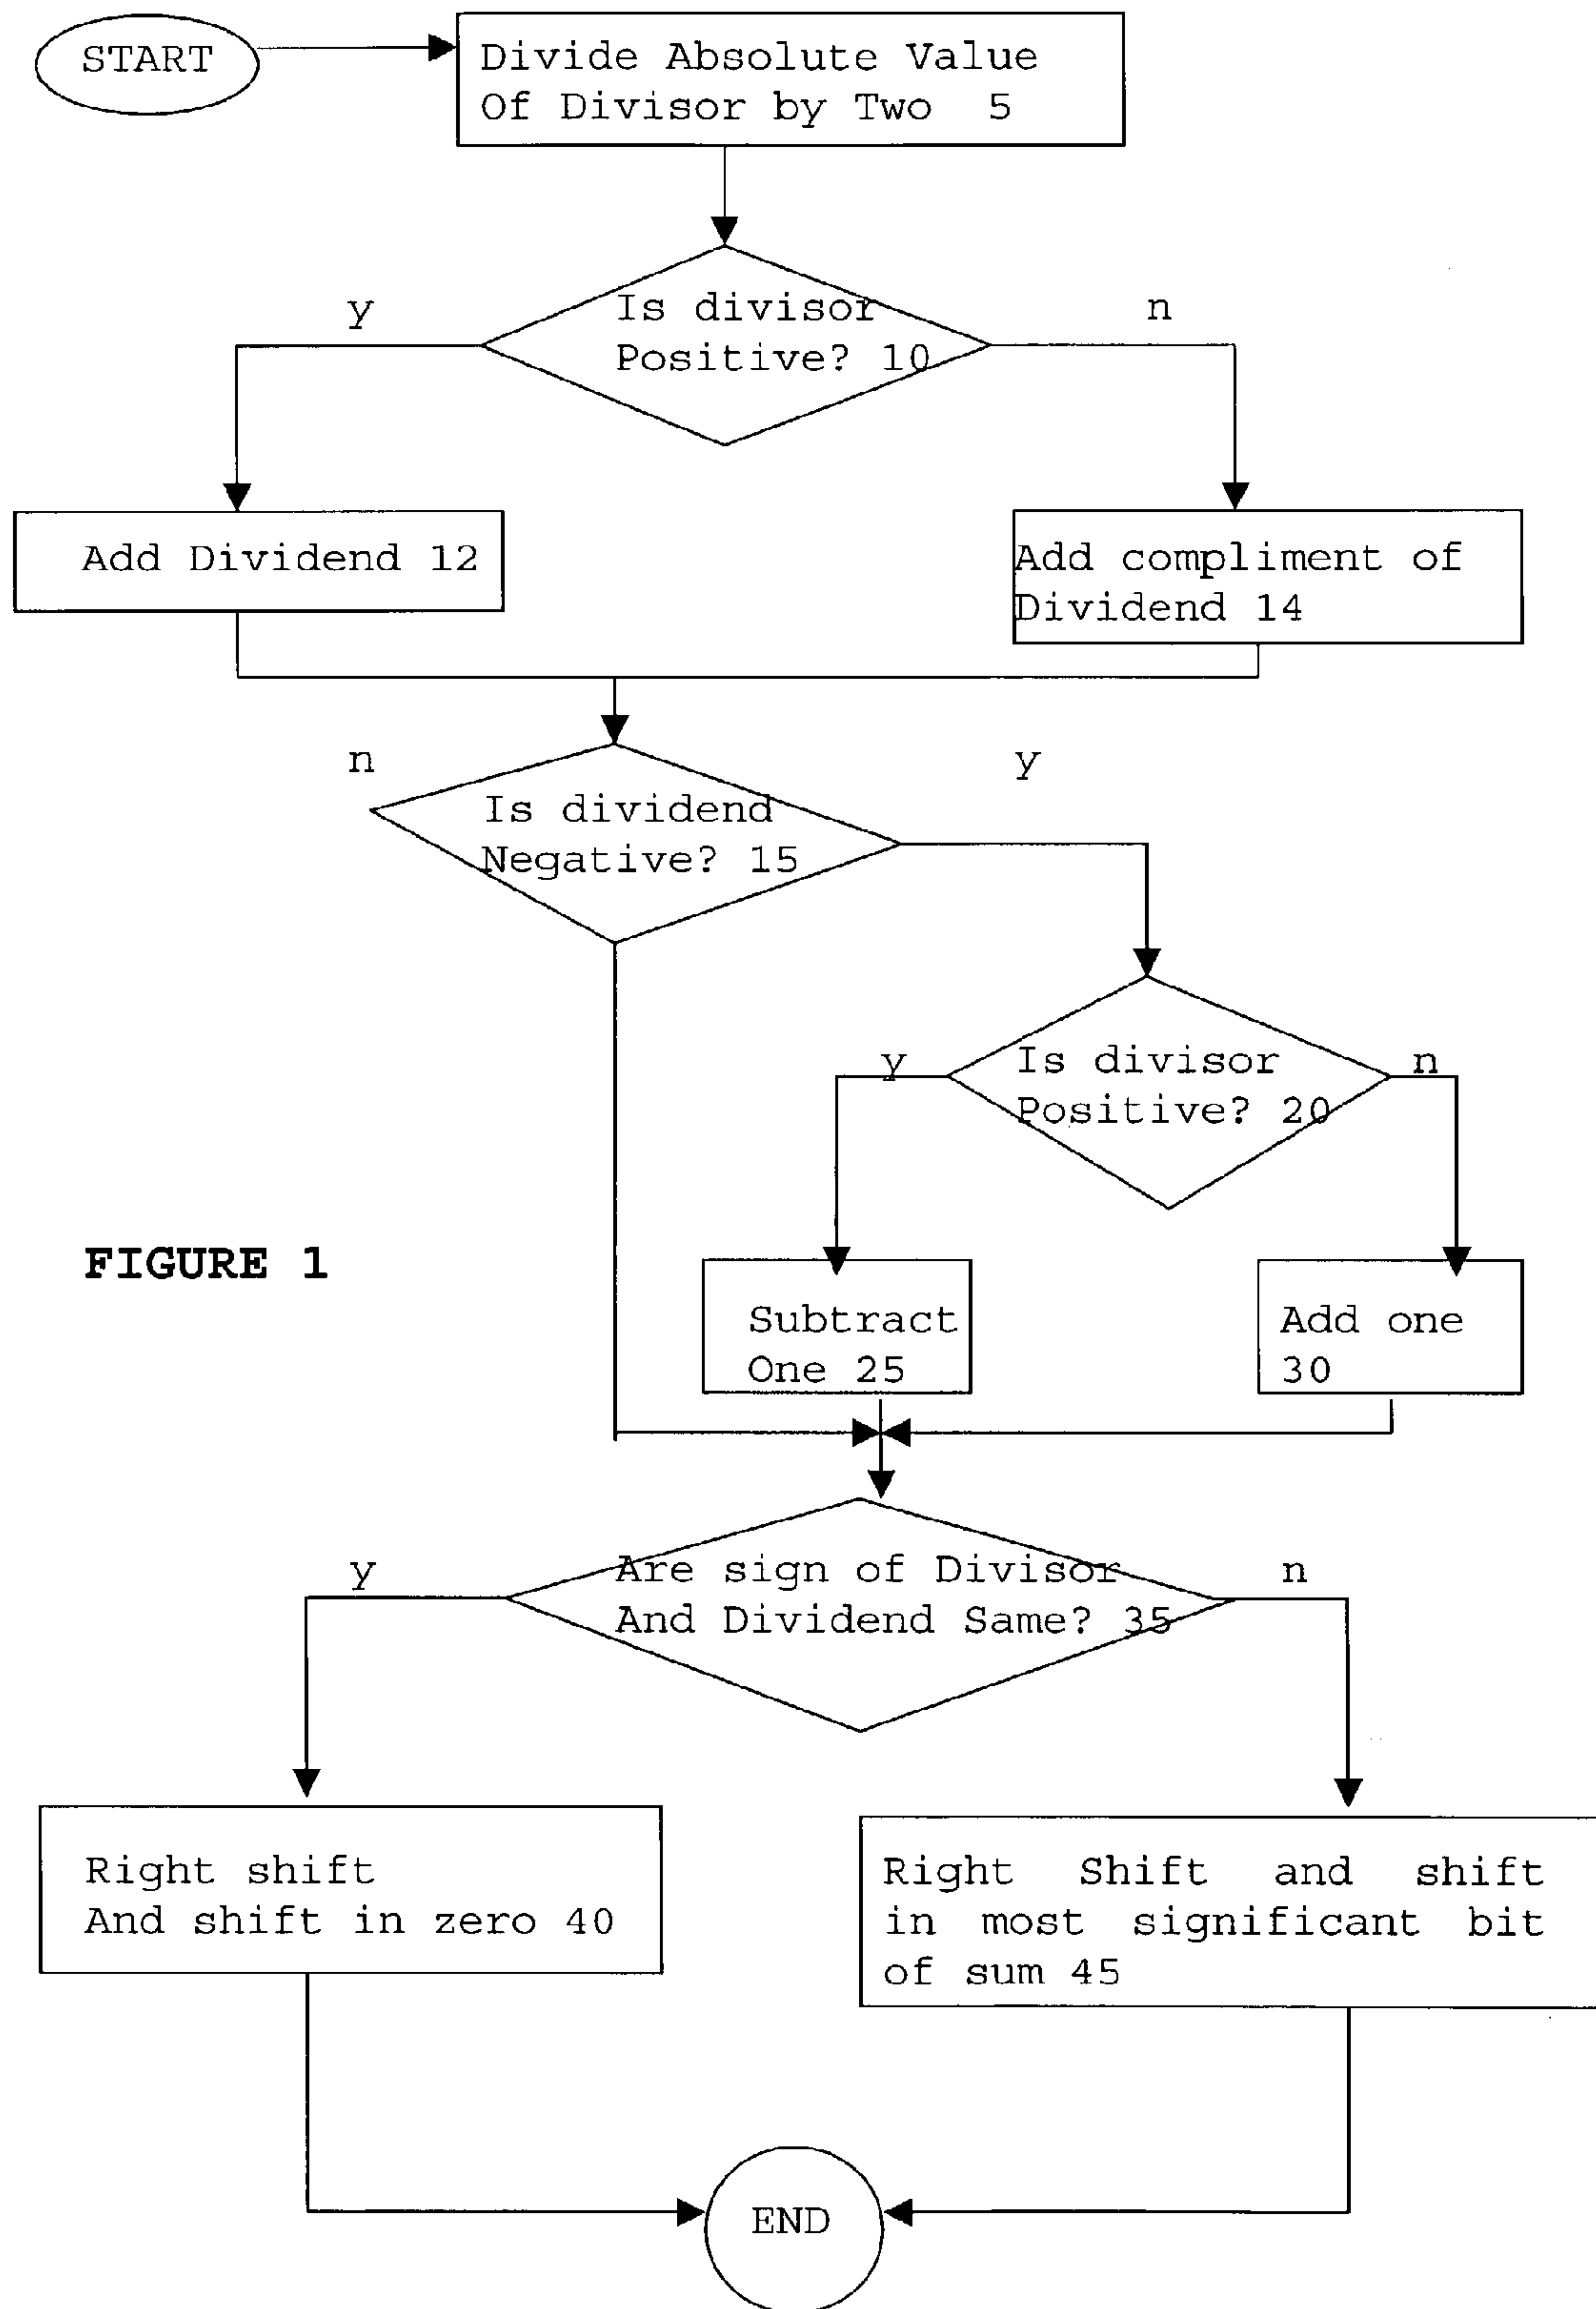 START
Divide Absolute Value
Of Divisor by Two 5
y
n
Is divisor
Positive? 10
Add Dividend 12
Add compliment of
Dividend 14
n
y
Is dividend
Negative? 15
y
n
Is divisor
Positive? 20
FIGURE 1
Subtract
One 25
Add one
30
y
n
Are sign of Divisor
And Dividend Same? 35
Right shift
And shift in zero 40
Right Shift and shift
in most significant bit
of sum 45
END